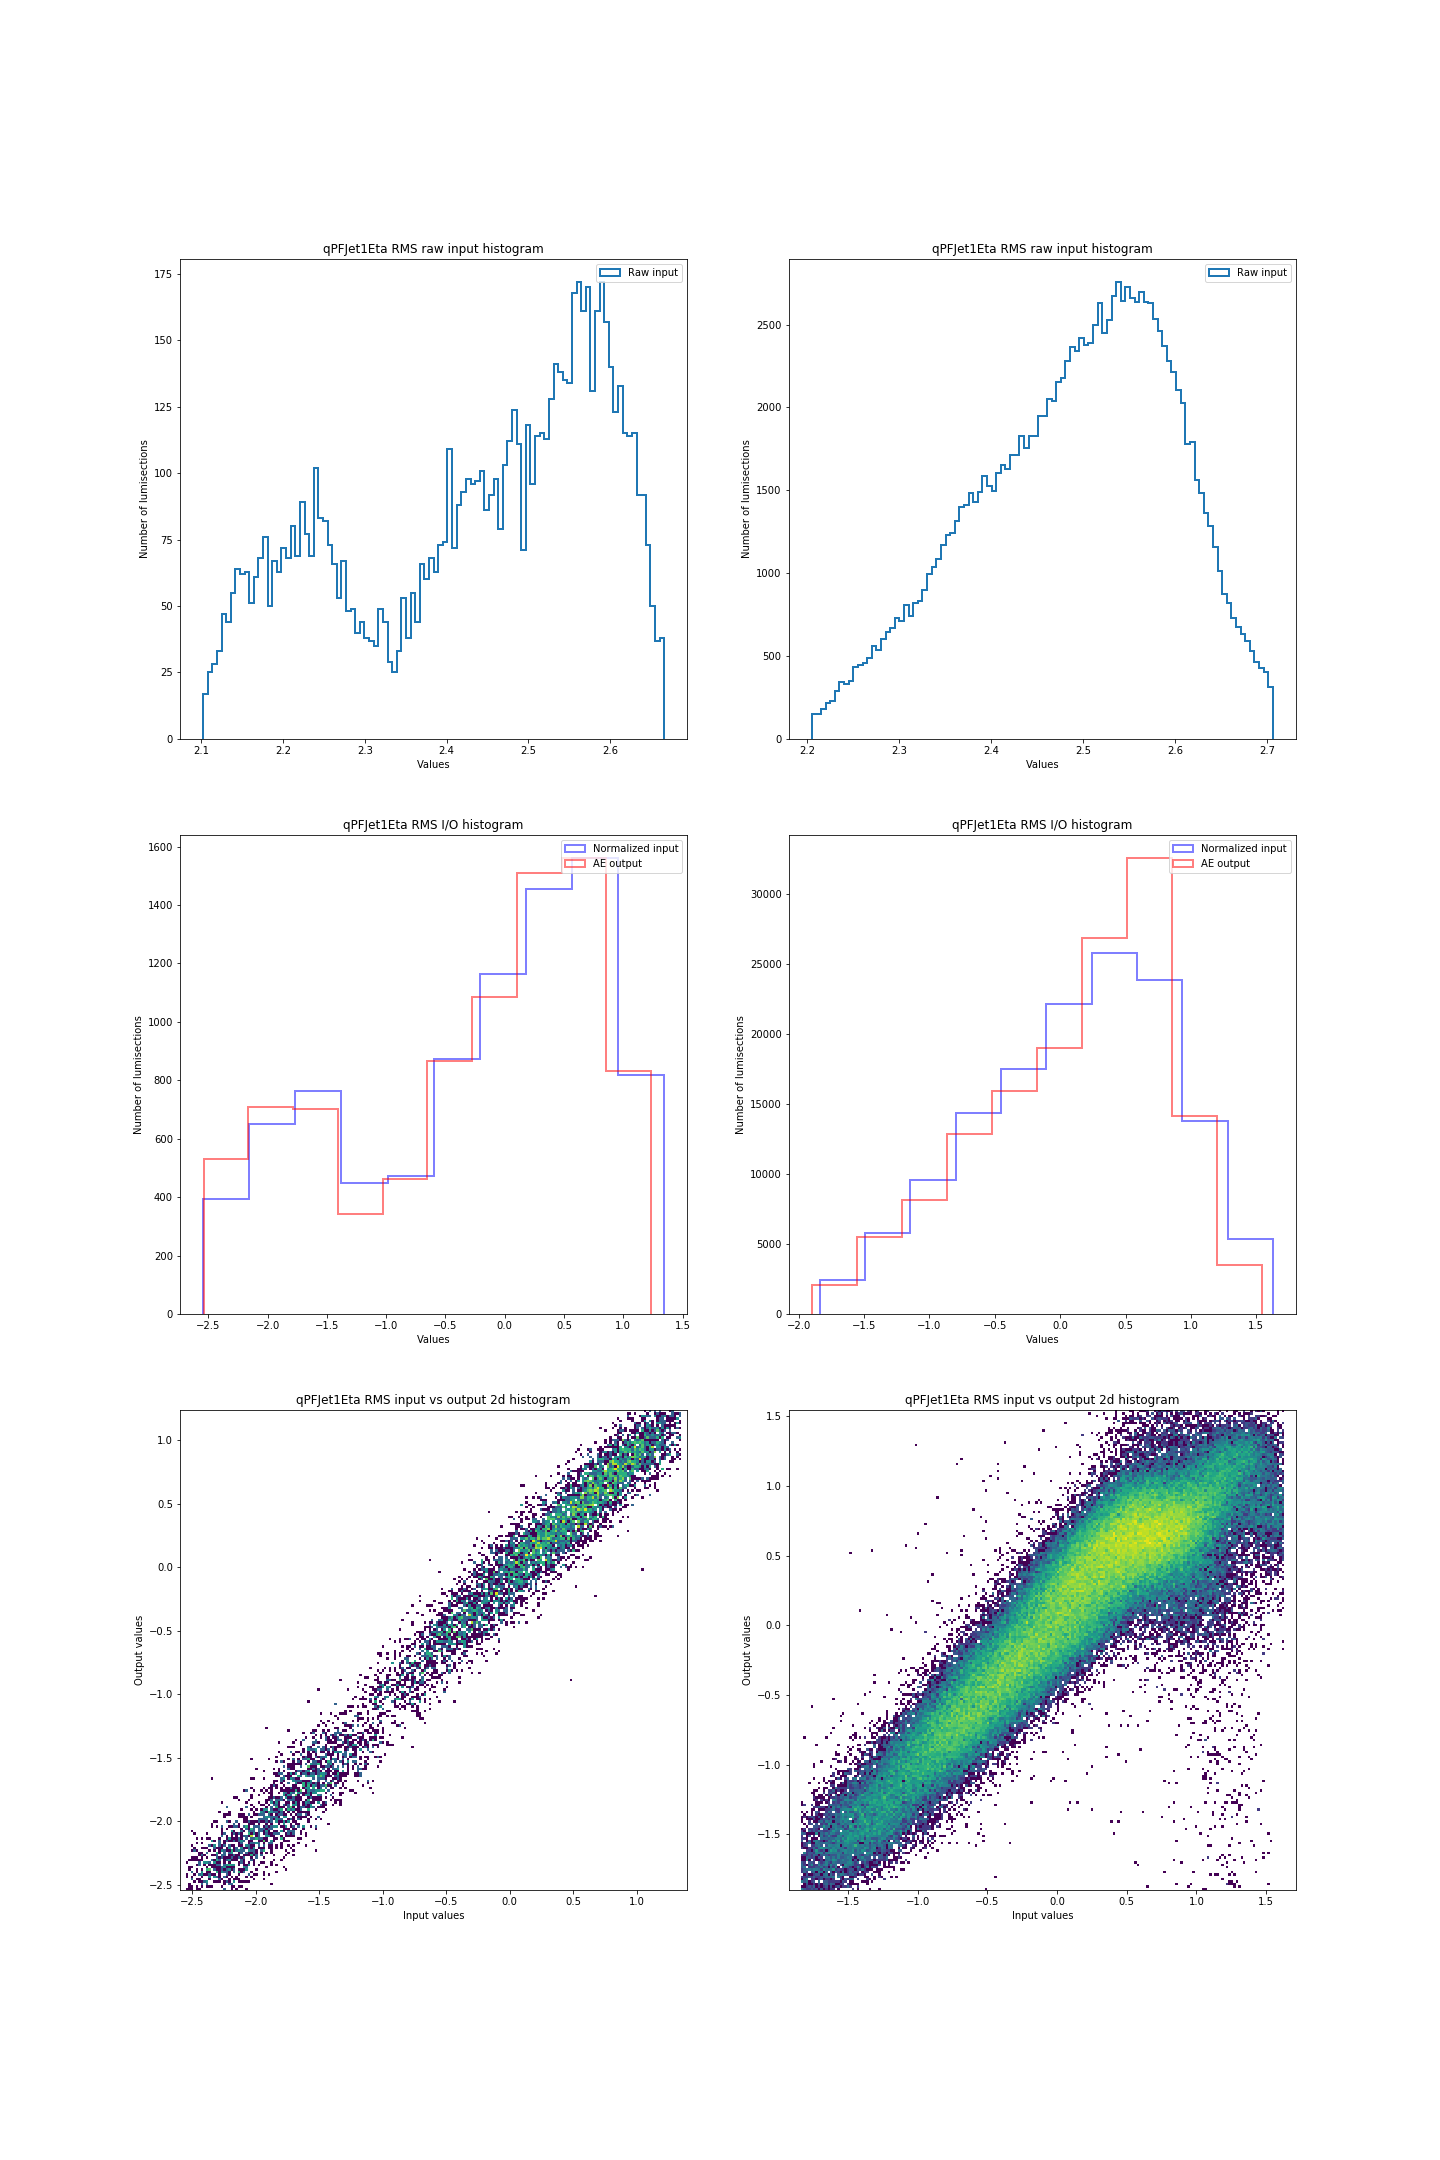 qPFJet1Eta RMS raw input histogram
Raw input
175
150
125
100
75
50
25
0
Number of lumisections
2.1 2.2 2.3 2.4 2.5 2.6
Values
qPFJet1Eta RMS raw input histogram
Raw input
2500
2000
1500
1000
500
0
Number of lumisections
2.2 2.3 2.4 2.5 2.6 2.7
Values
qPFJet1Eta RMS I/O histogram
Normalized input
AE output
1600
1400
1200
1000
800
600
400
200
0
Number of lumisections
−2.5 −2.0 −1.5 −1.0 −0.5 0.0 0.5 1.0 1.5
Values
qPFJet1Eta RMS I/O histogram
Normalized input
AE output
30000
25000
20000
15000
10000
5000
0
Number of lumisections
−2.0 −1.5 −1.0 −0.5 0.0 0.5 1.0 1.5
Values
qPFJet1Eta RMS input vs output 2d histogram
1.0
0.5
0.0
−0.5
−1.0
−1.5
−2.0
−2.5
Output values
−2.5 −2.0 −1.5 −1.0 −0.5 0.0 0.5 1.0
Input values
qPFJet1Eta RMS input vs output 2d histogram
1.5
1.0
0.5
0.0
−0.5
−1.0
−1.5
Output values
−1.5 −1.0 −0.5 0.0 0.5 1.0 1.5
Input values